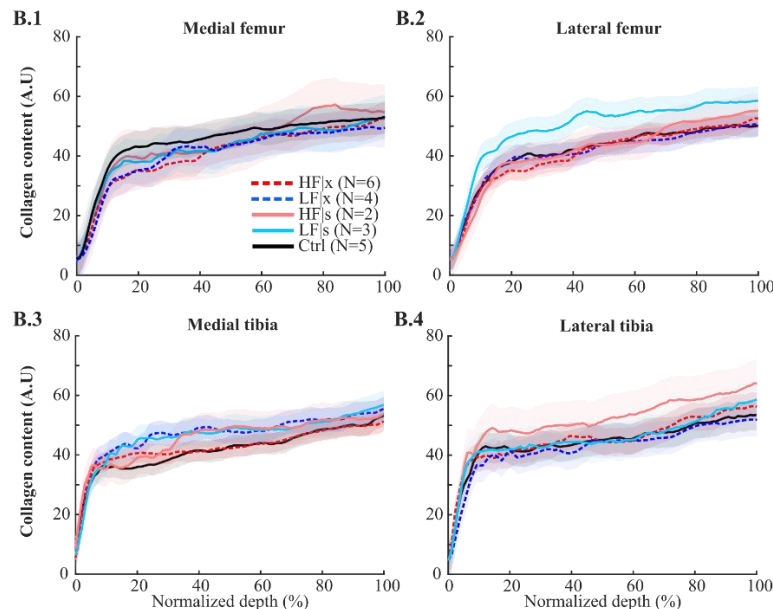 B.1
Medial femur
80
60
40
20
0
Collagen content (A.U)
HF|x (N=6)
LF|x (N=4)
HF|s (N=2)
LF|s (N=3)
Ctrl (N=5)
0 20 40 60 80 100
B.2
Lateral femur
80
60
40
20
0
0 20 40 60 80 100
B.3
Medial tibia
80
60
40
20
0
Collagen content (A.U)
0 20 40 60 80 100
Normalized depth (%)
B.4
Lateral tibia
80
60
40
20
0
0 20 40 60 80 100
Normalized depth (%)